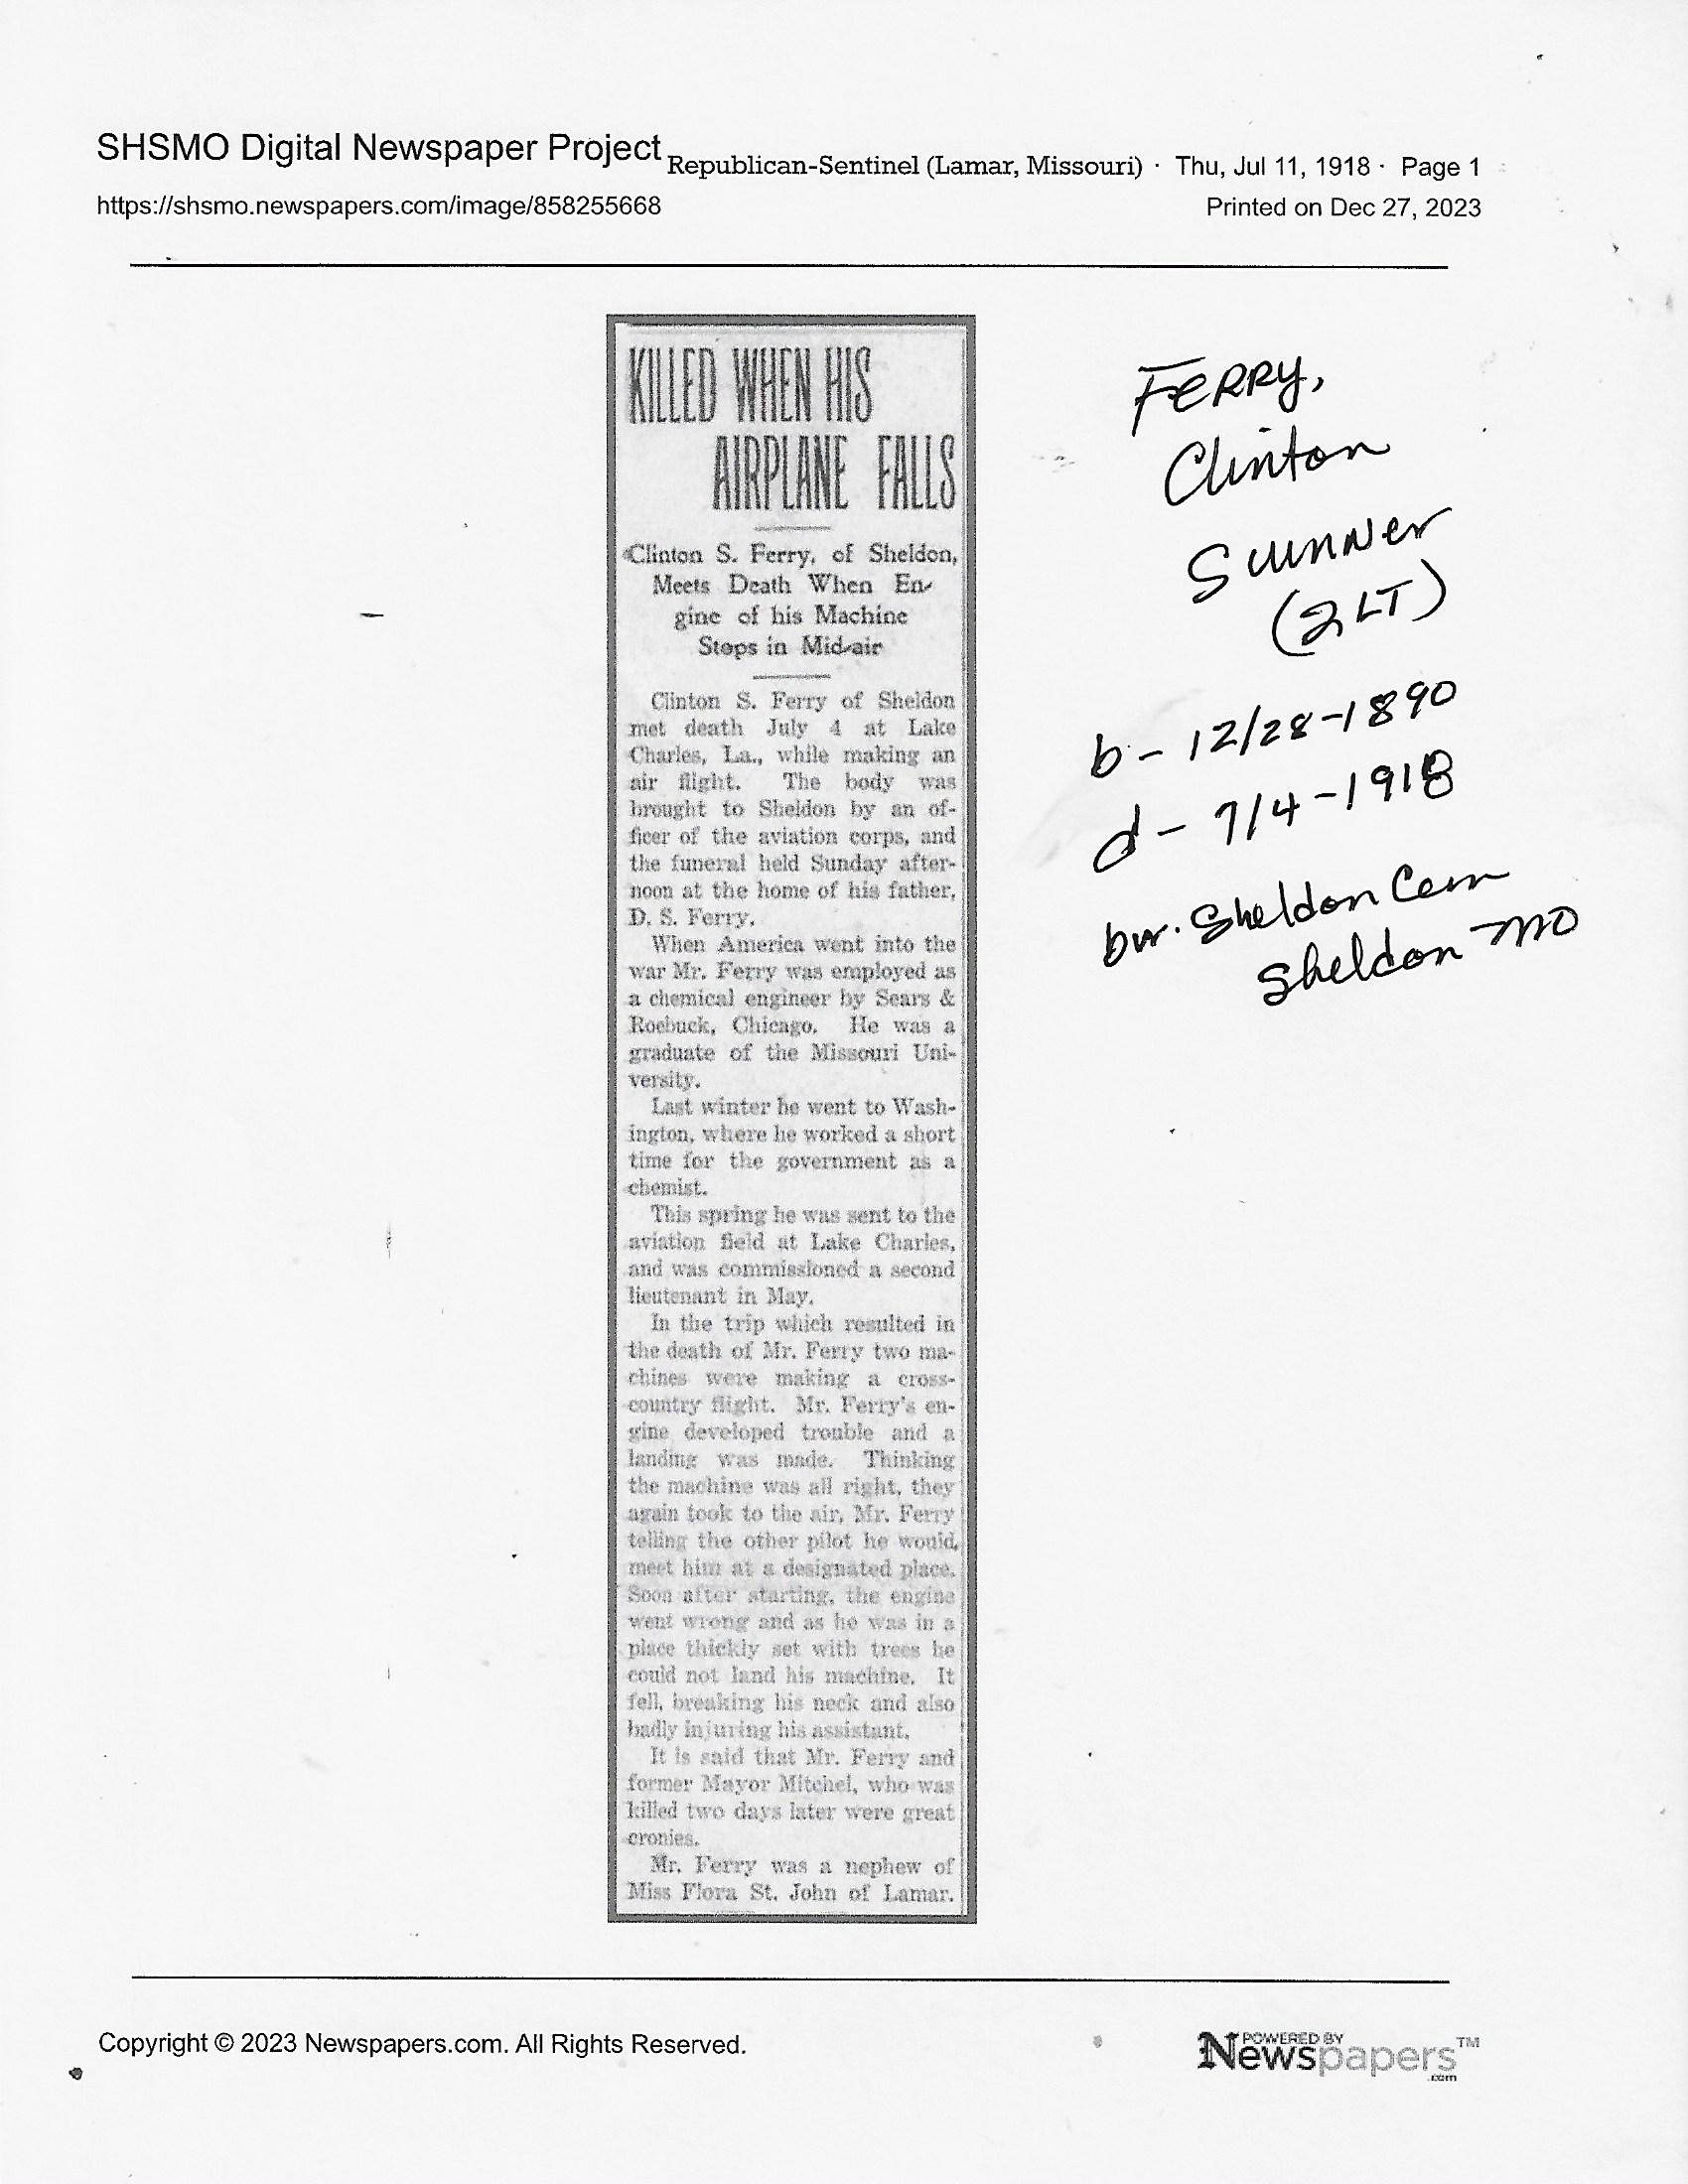 SHSMO Digital Newspaper Project Republican-Sentinel (Lamar, Missouri) · Thu, Jul 11, 1918 · Page 1
https://shsmo.newspapers.com/image/858255668 Printed on Dec 27, 2023
KILLED WHEN HIS
AIRPLANE FALLS
Clinton S. Ferry, of Sheldon,
Meets Death When En-
gine of his Machine
Stops in Mid-air
Clinton S. Ferry of Sheldon
met death July 4 at Lake
Charles, La., while making an
air flight. The body was
brought to Sheldon by an of-
ficer of the aviation corps, and
the funeral held Sunday after-
noon at the home of his father,
D. S. Ferry.
When America went into the
war Mr. Ferry was employed as
a chemical engineer by Sears &
Roebuck, Chicago. He was a
graduate of the Missouri Uni-
versity.
Last winter he went to Wash-
ington, where he worked a short
time for the government as a
chemist.
This spring he was sent to the
aviation field at Lake Charles,
and was commissioned a second
lieutenant in May.
In the trip which resulted in
the death of Mr. Ferry two ma-
chines were making a cross-
country flight. Mr. Ferry's en-
gine developed trouble and a
landing was made. Thinking
the machine was all right, they
again took to the air, Mr. Ferry
telling the other pilot he would
meet him at a designated place.
Soon after starting, the engine
went wrong and as he was in a
place thickly set with trees he
could not land his machine. It
fell, breaking his neck and also
badly injuring his assistant.
It is said that Mr. Ferry and
former Mayor Mitchel, who was
killed two days later were great
cronies.
Mr. Ferry was a nephew of
Miss Flora St. John of Lamar.
FERRY,
Clinton
Sumner
(2LT)
b - 12/28-1890
d - 7/4-1918
bur. Sheldon Cem
Sheldon MO
Copyright © 2023 Newspapers.com. All Rights Reserved.
POWERED BY
Newspapers™
.com